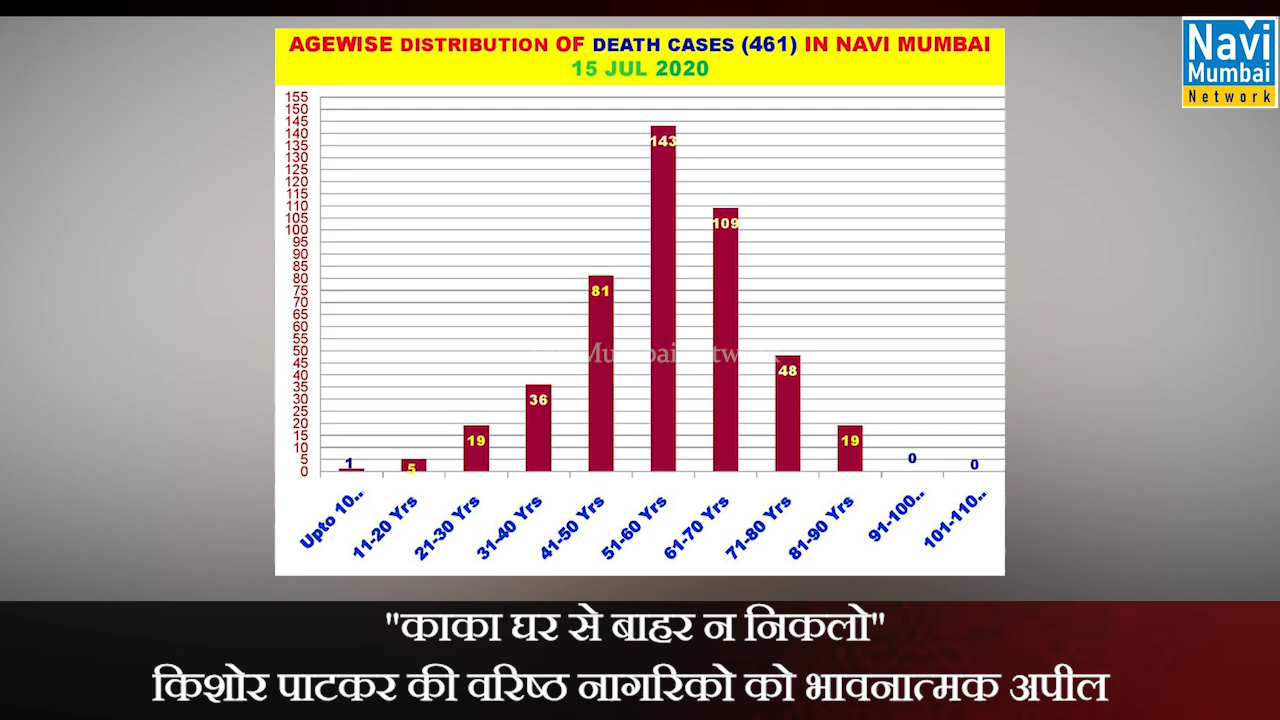 AGEWISE DISTRIBUTION OF DEATH CASES (461) IN NAVI MUMBAI
15 JUL 2020
Navi
Mumbai
Network
155
150
145
140
135
130
125
120
115
110
105
100
95
90
85
80
75
70
65
60
55
50
45
40
35
30
25
20
15
10
5
0
1
5
19
36
81
143
109
48
19
0
0
Upto 10..
11-20 Yrs
21-30 Yrs
31-40 Yrs
41-50 Yrs
51-60 Yrs
61-70 Yrs
71-80 Yrs
81-90 Yrs
91-100..
101-110..
"काका घर से बाहर न निकलो"
किशोर पाटकर की वरिष्ठ नागरिको को भावनात्मक अपील